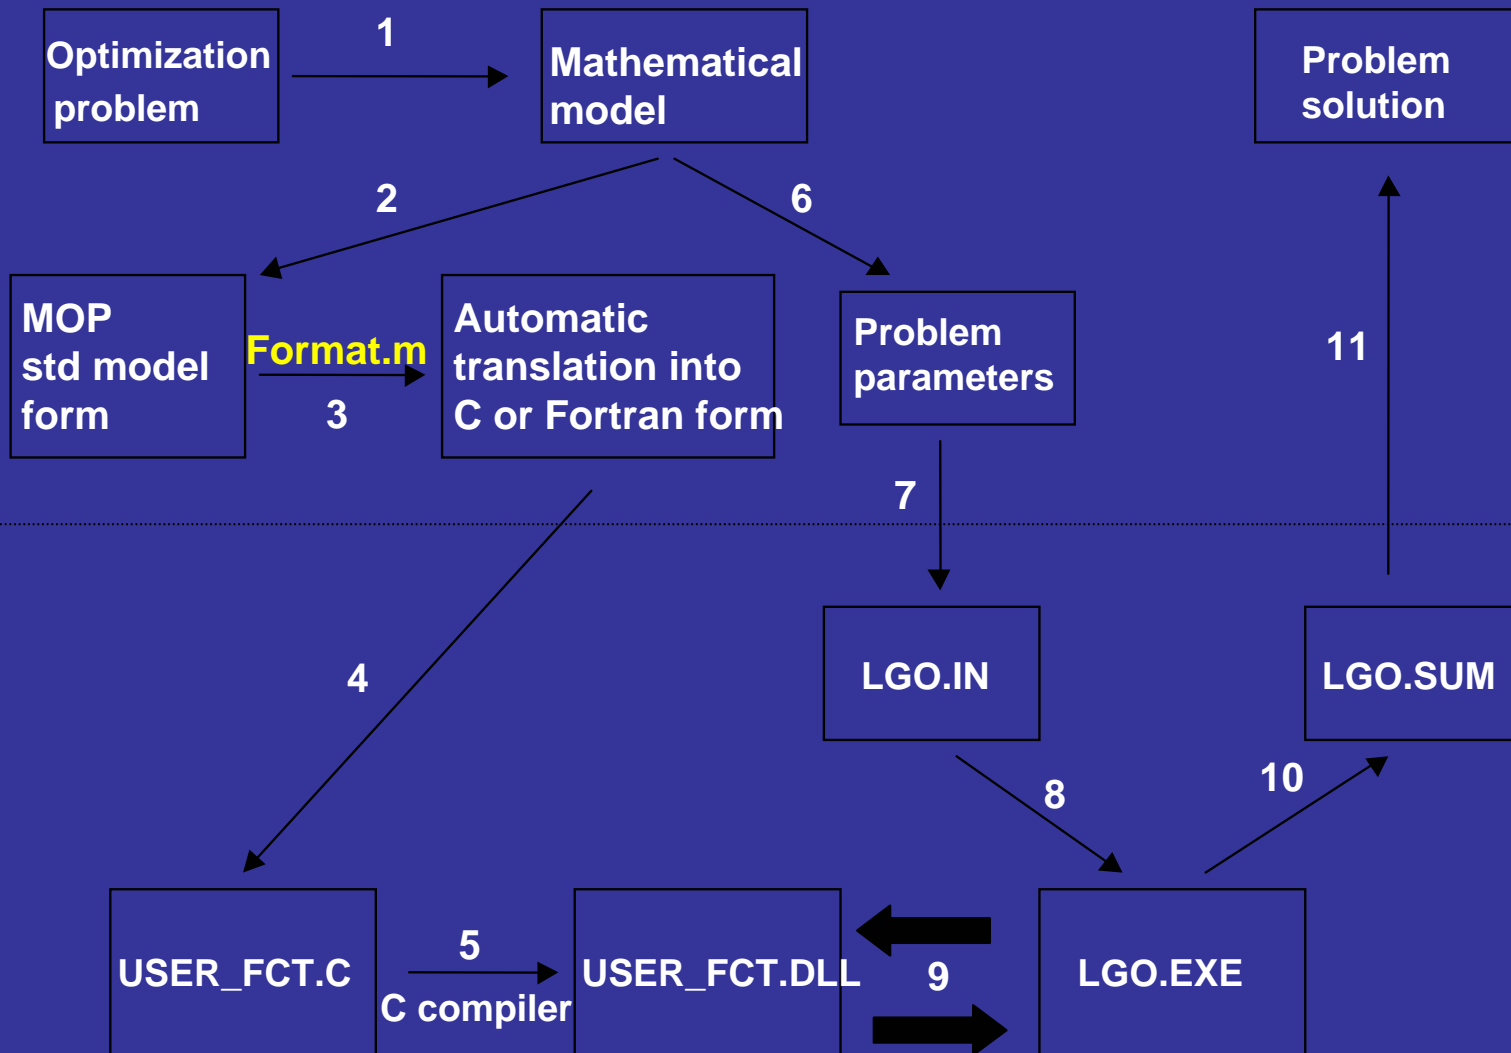 Optimization
problem
1
Mathematical
model
Problem
solution
2
6
MOP
std model
form
Format.m
3
Automatic
translation into
C or Fortran form
Problem
parameters
11
7
4
LGO.IN
LGO.SUM
8
10
USER_FCT.C
5
C compiler
USER_FCT.DLL
9
LGO.EXE